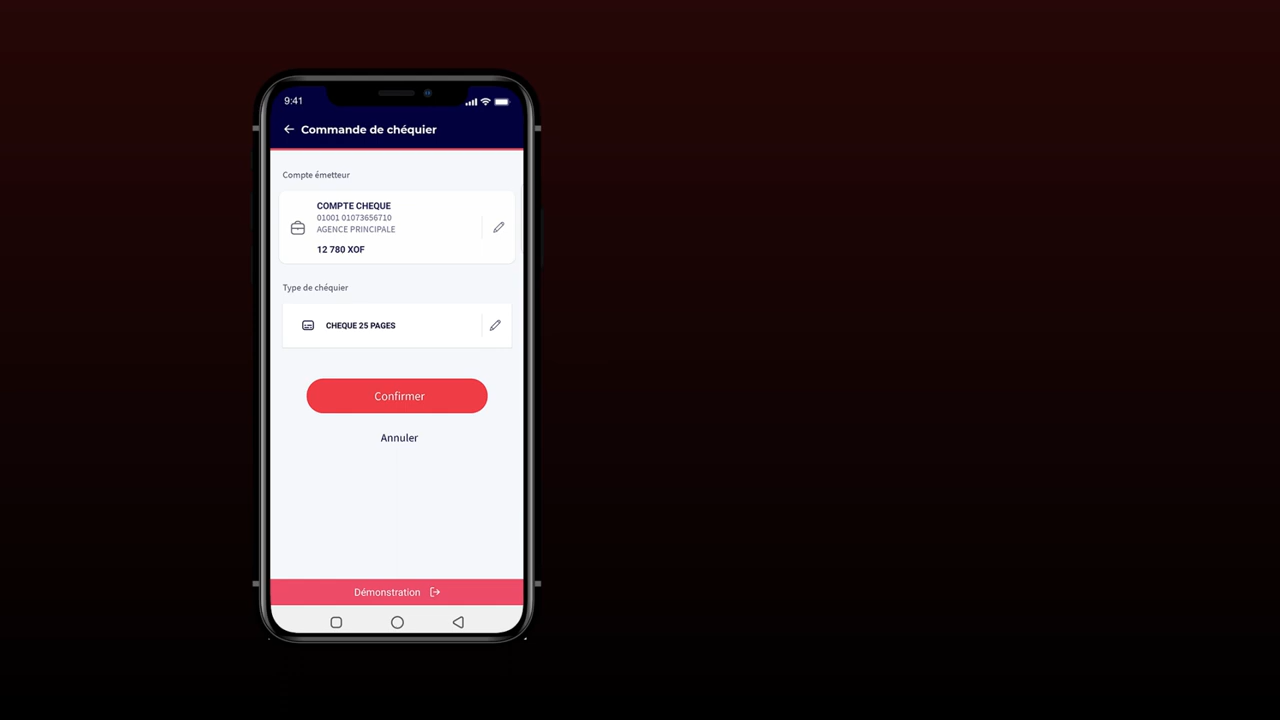 9:41
Commande de chéquier
Compte émetteur
COMPTE CHEQUE
01001 01073656710
AGENCE PRINCIPALE
12 780 XOF
Type de chéquier
CHEQUE 25 PAGES
Confirmer
Annuler
Démonstration